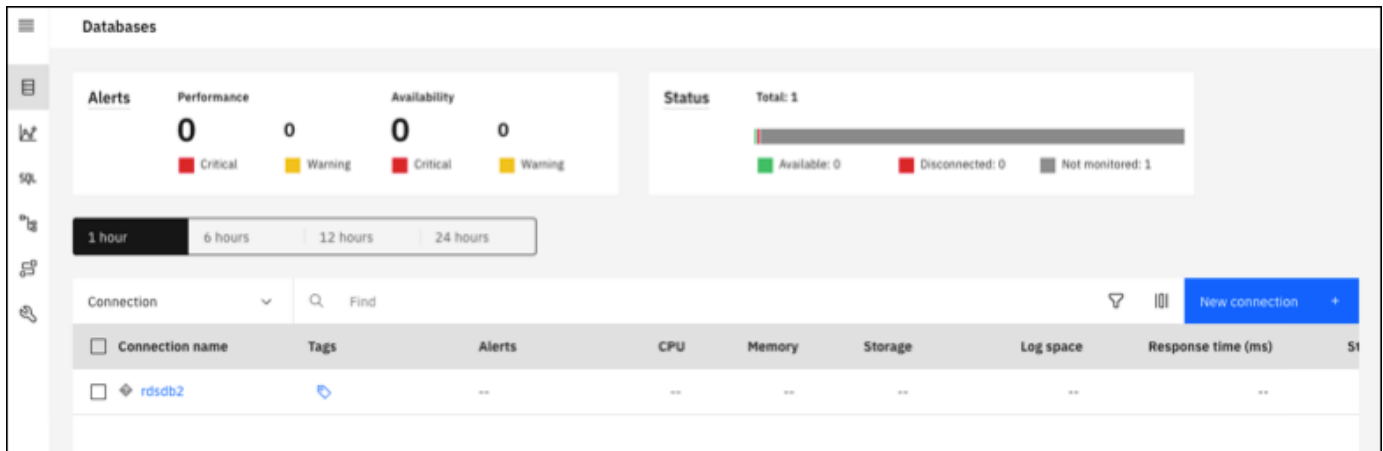 Databases
Alerts
Performance
Availability
0
0
0
0
Critical
Warning
Critical
Warning
Status
Total: 1
Available: 0
Disconnected: 0
Not monitored: 1
SQL
1 hour
6 hours
12 hours
24 hours
Connection
Find
New connection +
Connection name Tags Alerts CPU Memory Storage Log space Response time (ms) St
rdsdb2 -- -- -- -- -- --